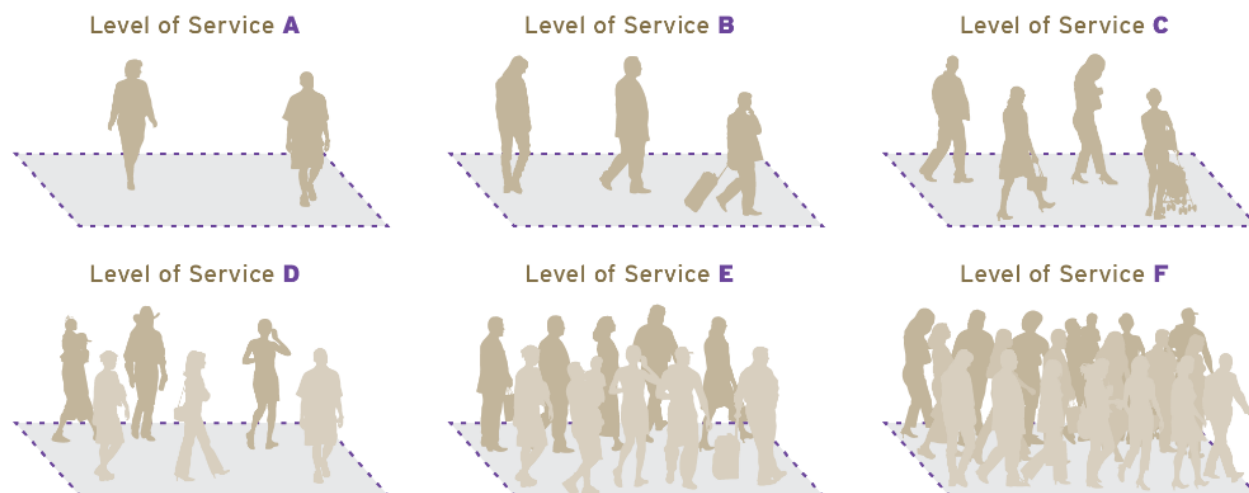 Level of Service A
Level of Service B
Level of Service C
Level of Service D
Level of Service E
Level of Service F